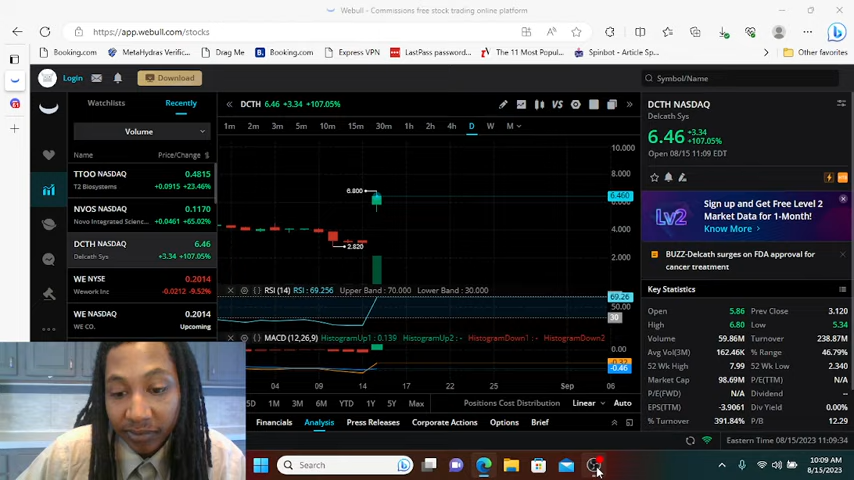 Webull - Commissions free stock trading online platform
https://app.webull.com/stocks
Booking.com
MetaHydras Verific...
Drag Me
Booking.com
Express VPN
LastPass password...
The 11 Most Popul...
Spinbot - Article Sp...
Other favorites
Login
Download
DCTH 6.46 +3.34 +107.05%
Symbol/Name
Watchlists Recently
1m 2m 3m 5m 10m 15m 30m 1h 2h 4h D W M
Volume
Name Price/Change
TTOO NASDAQ 0.4815
T2 Biosystems +0.0915 +23.46%
NVOS NASDAQ 0.1170
Novo Integrated Scienc... +0.0461 +65.02%
DCTH NASDAQ 6.46
Delcath Sys +3.34 +107.05%
WE NYSE 0.2014
Wework Inc -0.0212 -9.52%
WE NASDAQ 0.2014
WE CO. Upcoming
VS
10.000
8.000
6.800
6.460
4.000
2.820
2.000
RSI (14) RSI : 69.256 Upper Band : 70.000 Lower Band : 30.000
69.26
50.00
30
MACD (12,26,9) HistogramUp1 : 0.139 HistogramUp2 : - HistogramDown1 : - HistogramDown2
0.00
-0.32
-0.46
04 09 14 17 22 25 Sep 06
5D 1M 3M 6M YTD 1Y 5Y Max Positions Cost Distribution Linear Auto
Financials Analysis Press Releases Corporate Actions Options Brief
DCTH NASDAQ
Delcath Sys
6.46 +3.34
+107.05%
Open 08/15 11:09 EDT
Lv2
Sign up and Get Free Level 2
Market Data for 1-Month!
Know More >
BUZZ-Delcath surges on FDA approval for
cancer treatment
Key Statistics
Open 5.86 Prev Close 3.120
High 6.80 Low 5.34
Volume 59.86M Turnover 238.87M
Avg Vol(3M) 162.46K % Range 46.79%
52 Wk High 7.99 52 Wk Low 2.340
Market Cap 98.69M P/E(TTM) N/A
P/E(FWD) N/A Dividend --
EPS(TTM) -3.9061 Div Yield 0.00%
% Turnover 391.84% P/B 12.29
Eastern Time 08/15/2023 11:09:34
Search
10:09 AM
8/15/2023